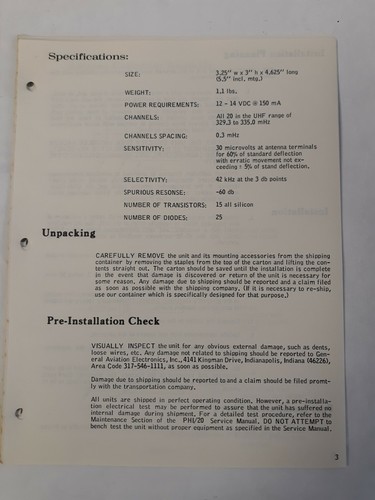 Specifications:
SIZE: 3.25" w x 3" h x 4.625" long
(5.5" incl. mtg.)
WEIGHT: 1.1 lbs.
POWER REQUIREMENTS: 12 - 14 VDC @ 150 mA
CHANNELS: All 20 in the UHF range of
329.3 to 335.0 mHz
CHANNELS SPACING: 0.3 mHz
SENSITIVITY: 30 microvolts at antenna terminals
for 60% of standard deflection
with erratic movement not ex-
ceeding ± 5% of stand deflection.
SELECTIVITY: 42 kHz at the 3 db points
SPURIOUS RESONSE: -60 db
NUMBER OF TRANSISTORS: 15 all silicon
NUMBER OF DIODES: 25
Unpacking
CAREFULLY REMOVE the unit and its mounting accessories from the shipping
container by removing the staples from the top of the carton and lifting the con-
tents straight out. The carton should be saved until the installation is complete
in the event that damage is discovered or return of the unit is necessary for
some reason. Any damage due to shipping should be reported and a claim filed
as soon as possible with the shipping company. (If it is necessary to re-ship,
use our container which is specifically designed for that purpose.)
Pre-Installation Check
VISUALLY INSPECT the unit for any obvious external damage, such as dents,
loose wires, etc. Any damage not related to shipping should be reported to Gen-
eral Aviation Electronics, Inc., 4141 Kingman Drive, Indianapolis, Indiana (46226),
Area Code 317-546-1111, as soon as possible.
Damage due to shipping should be reported to and a claim should be filed promt-
ly with the transportation company.
All units are shipped in perfect operating condition. However, a pre-installa-
tion electrical test may be performed to assure that the unit has suffered no
internal damage during shipment. For a detailed test procedure, refer to the
Maintenance Section of the PHI/20 Service Manual. DO NOT ATTEMPT to
bench test the unit without proper equipment as specified in the Service Manual.
3